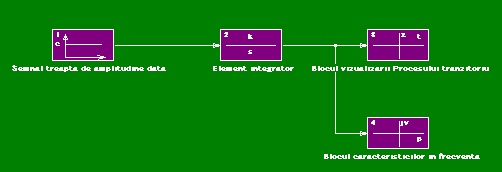 1
c
2
k
s
3
z
t
Semnal treapta de amplitudine data
Element integrator
Blocul vizualizarii Procesului tranzitoriu
4
jv
p
Blocul caracteristicilor in frecventa